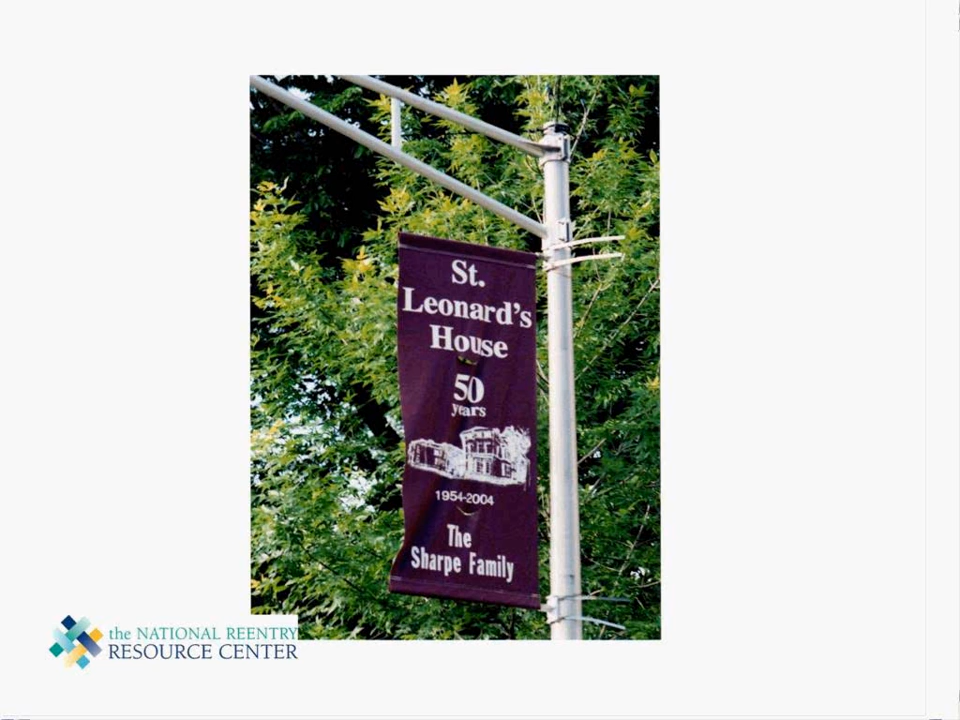 St.
Leonard's
House
50
years
1954-2004
The
Sharpe Family
the NATIONAL REENTRY
RESOURCE CENTER